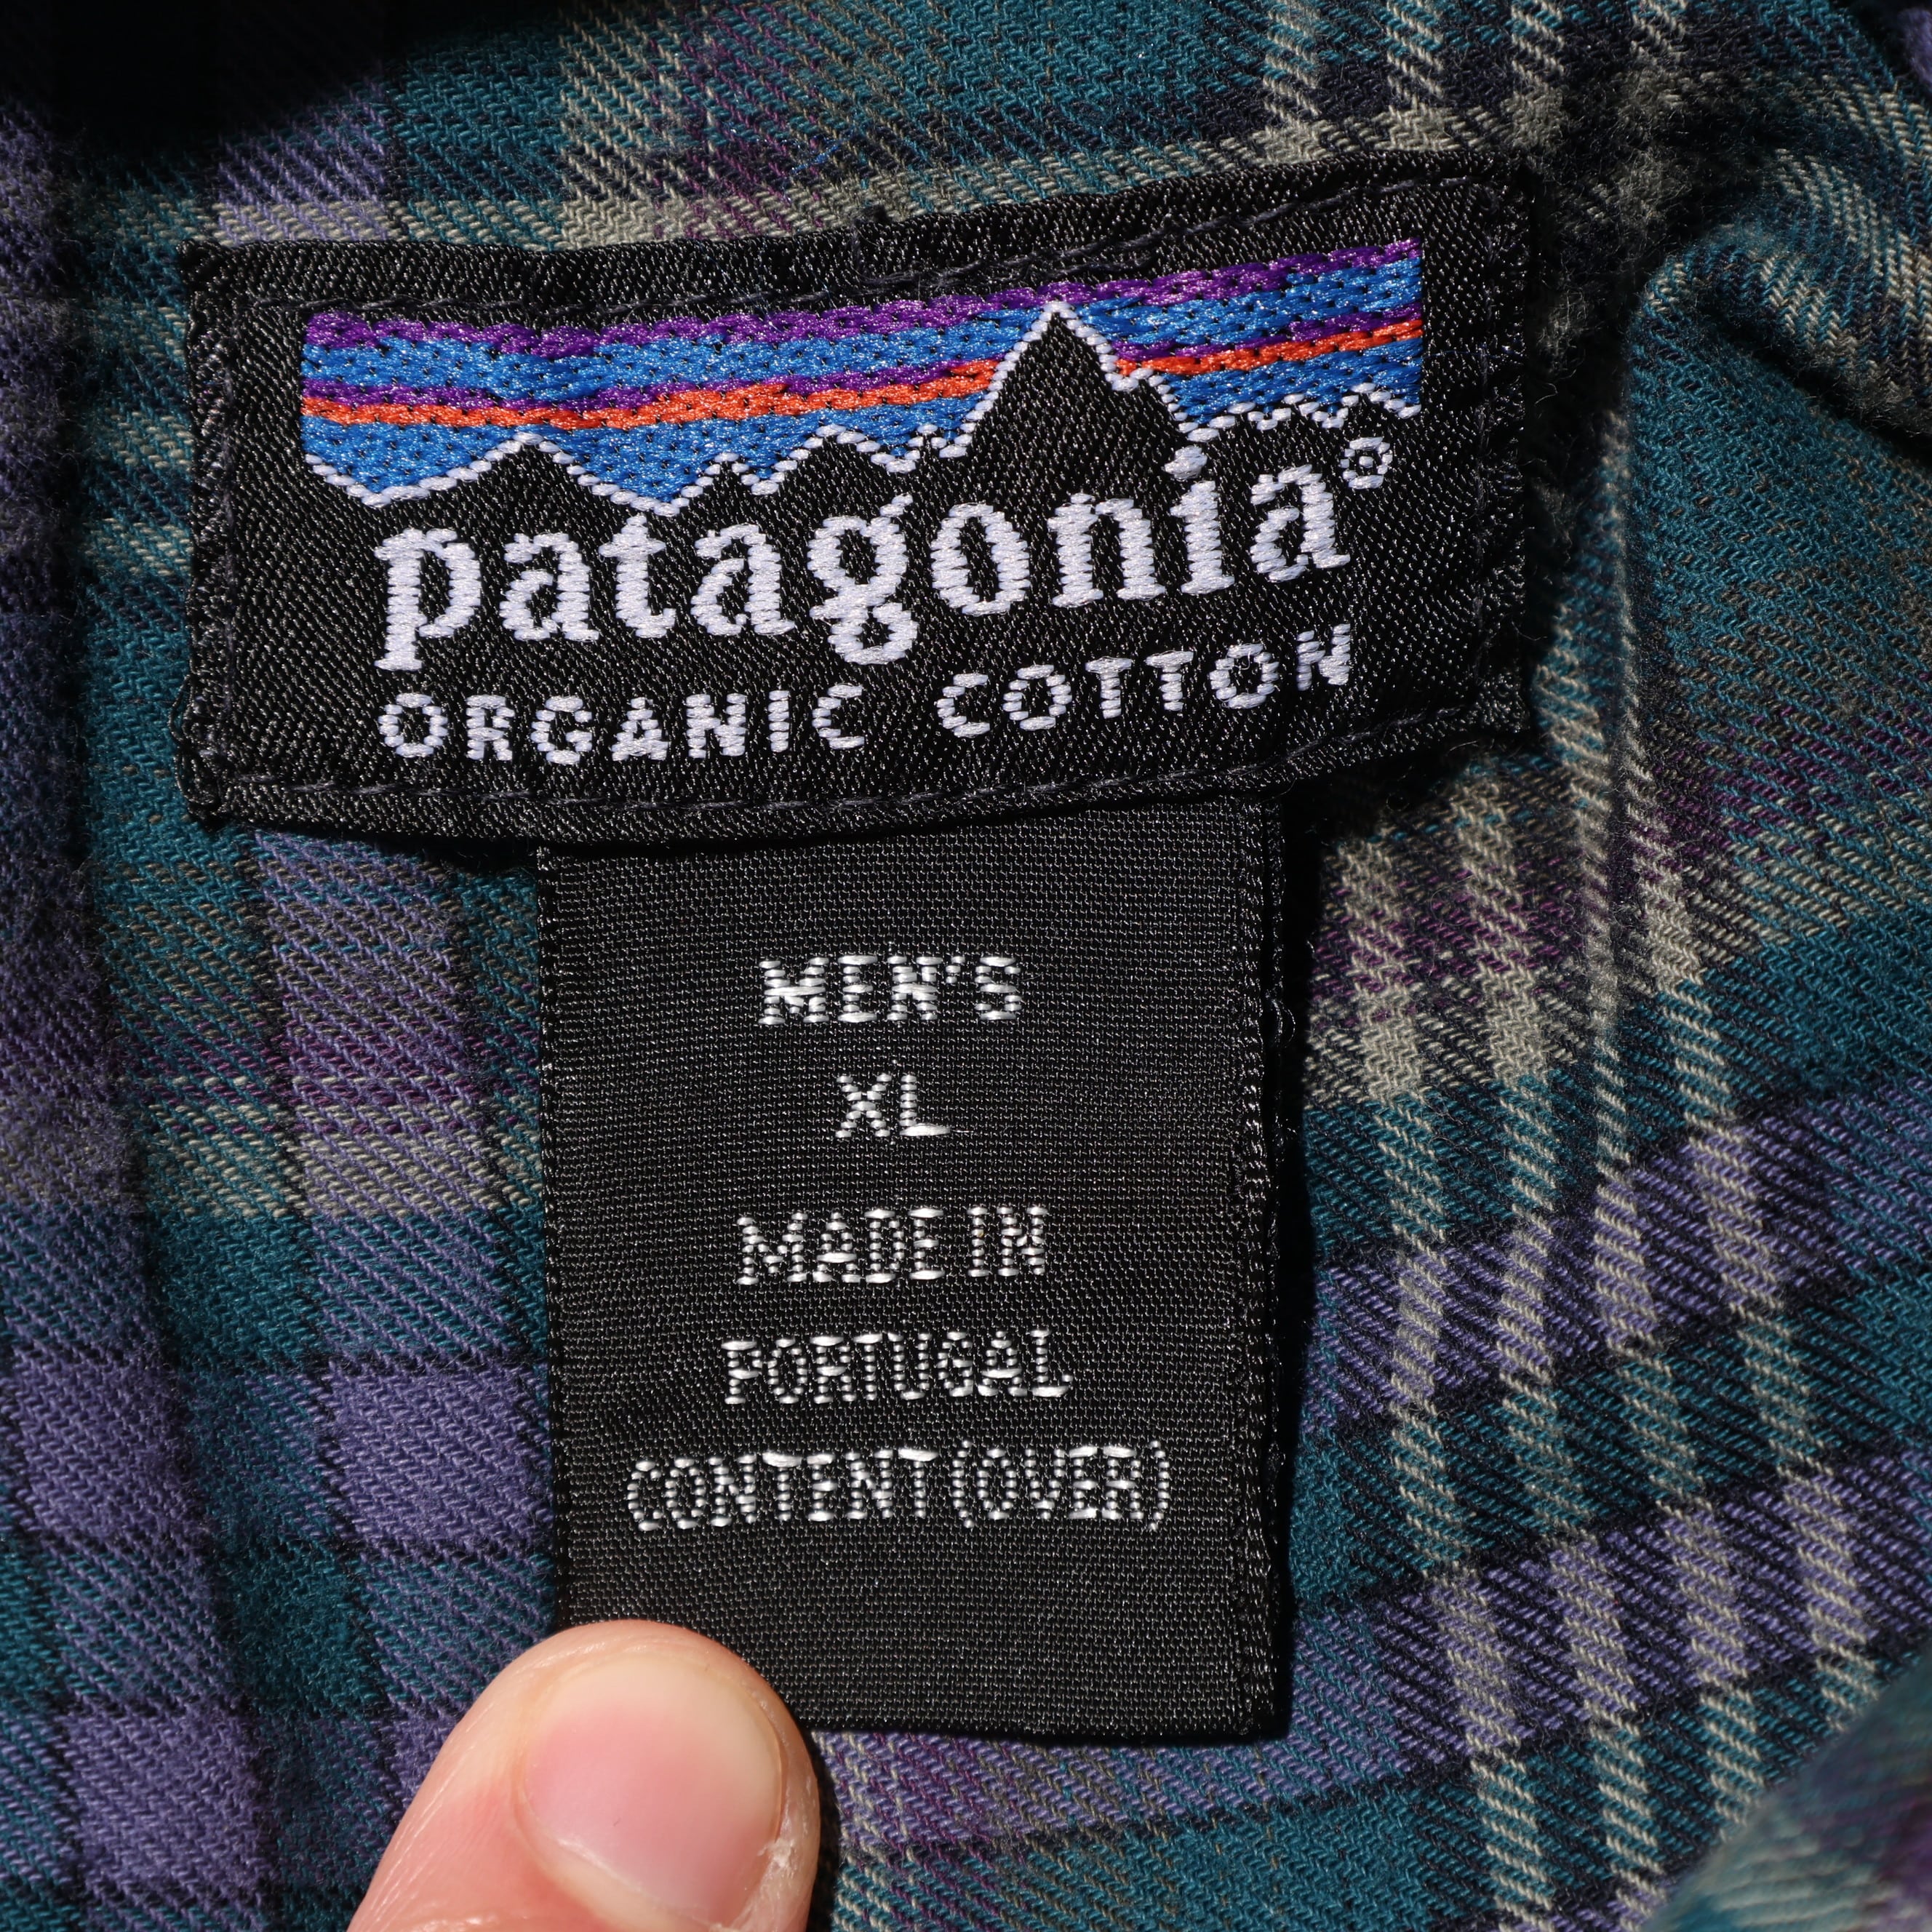 patagonia®
ORGANIC COTTON
MEN'S
XL
MADE IN
PORTUGAL
CONTENT (OVER)